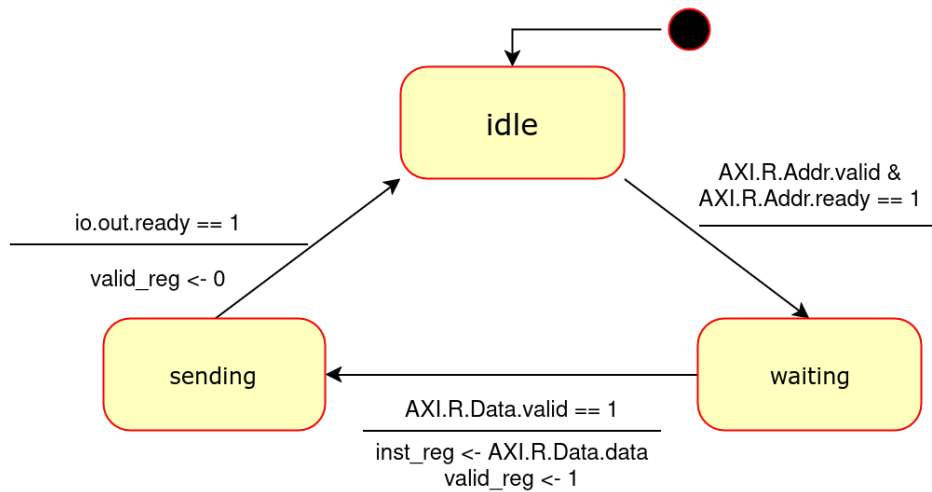 idle
AXI.R.Addr.valid &
AXI.R.Addr.ready == 1
io.out.ready == 1
valid_reg <- 0
sending
waiting
AXI.R.Data.valid == 1
inst_reg <- AXI.R.Data.data
valid_reg <- 1